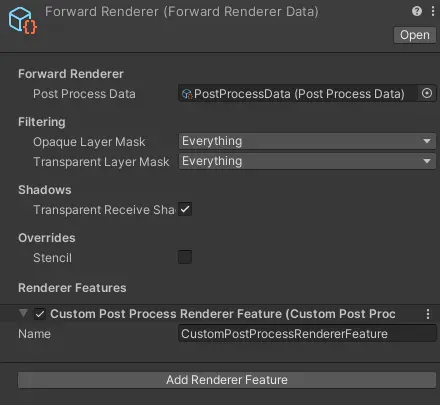 Forward Renderer (Forward Renderer Data)
Open
Forward Renderer
Post Process Data PostProcessData (Post Process Data)
Filtering
Opaque Layer Mask Everything
Transparent Layer Mask Everything
Shadows
Transparent Receive Sha
Overrides
Stencil
Renderer Features
Custom Post Process Renderer Feature (Custom Post Proc
Name CustomPostProcessRendererFeature
Add Renderer Feature